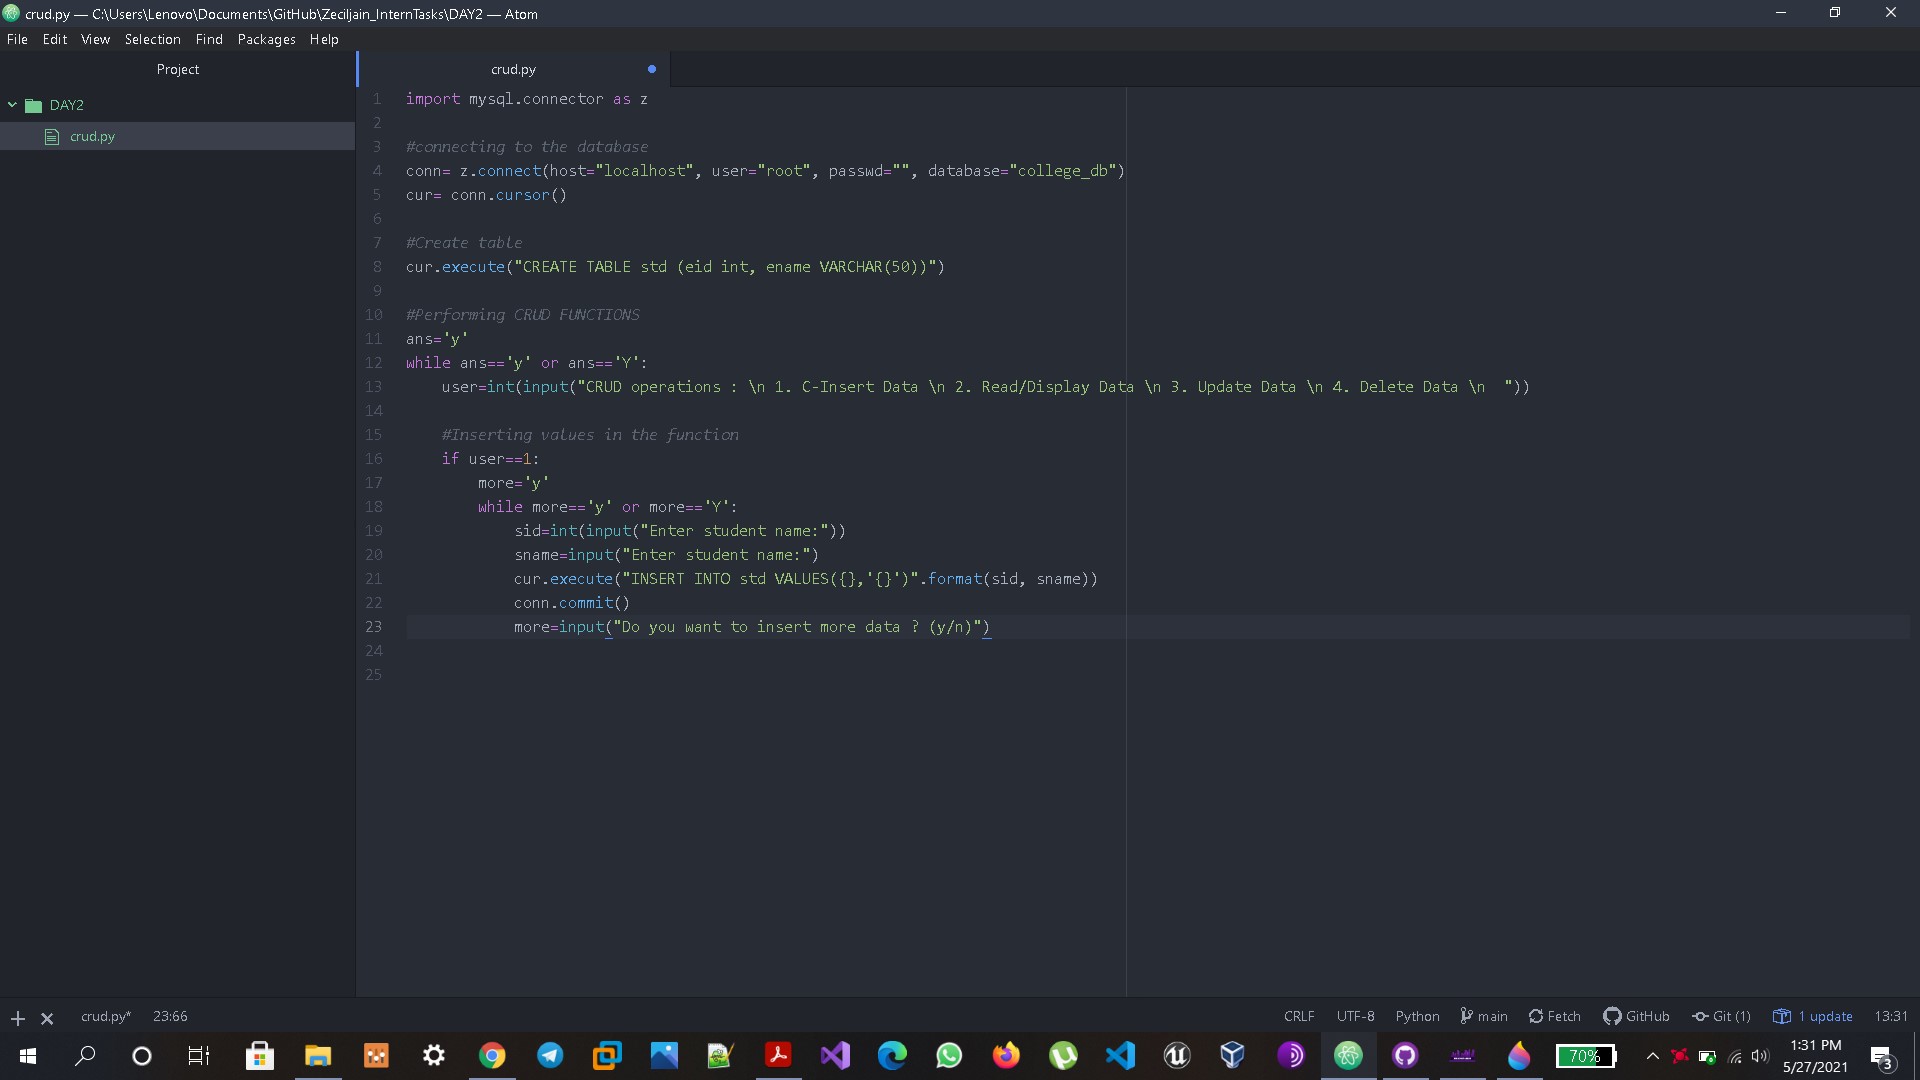 crud.py — C:\Users\Lenovo\Documents\GitHub\Zeciljain_InternTasks\DAY2 — Atom
File Edit View Selection Find Packages Help
Project
crud.py
DAY2
crud.py
1 import mysql.connector as z
2
3 #connecting to the database
4 conn= z.connect(host="localhost", user="root", passwd="", database="college_db")
5 cur= conn.cursor()
6
7 #Create table
8 cur.execute("CREATE TABLE std (eid int, ename VARCHAR(50))")
9
10 #Performing CRUD FUNCTIONS
11 ans='y'
12 while ans=='y' or ans=='Y':
13     user=int(input("CRUD operations : \n 1. C-Insert Data \n 2. Read/Display Data \n 3. Update Data \n 4. Delete Data \n  "))
14
15     #Inserting values in the function
16     if user==1:
17         more='y'
18         while more=='y' or more=='Y':
19             sid=int(input("Enter student name:"))
20             sname=input("Enter student name:")
21             cur.execute("INSERT INTO std VALUES({},'{}')".format(sid, sname))
22             conn.commit()
23             more=input("Do you want to insert more data ? (y/n)")
24
25
crud.py* 23:66 CRLF UTF-8 Python main Fetch GitHub Git (1) 1 update 13:31
70% 1:31 PM
5/27/2021
3